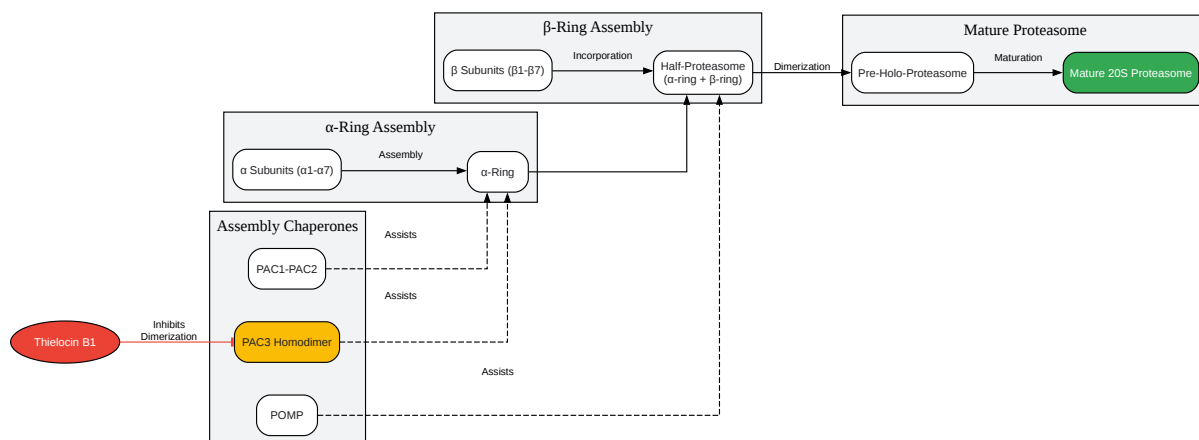 β-Ring Assembly
β Subunits (β1-β7)
Incorporation
Half-Proteasome
(α-ring + β-ring)
Dimerization
Mature Proteasome
Pre-Holo-Proteasome
Maturation
Mature 20S Proteasome
α-Ring Assembly
α Subunits (α1-α7)
Assembly
α-Ring
Assembly Chaperones
PAC1-PAC2
Assists
Assists
Thielocin B1
Inhibits
Dimerization
PAC3 Homodimer
Assists
POMP